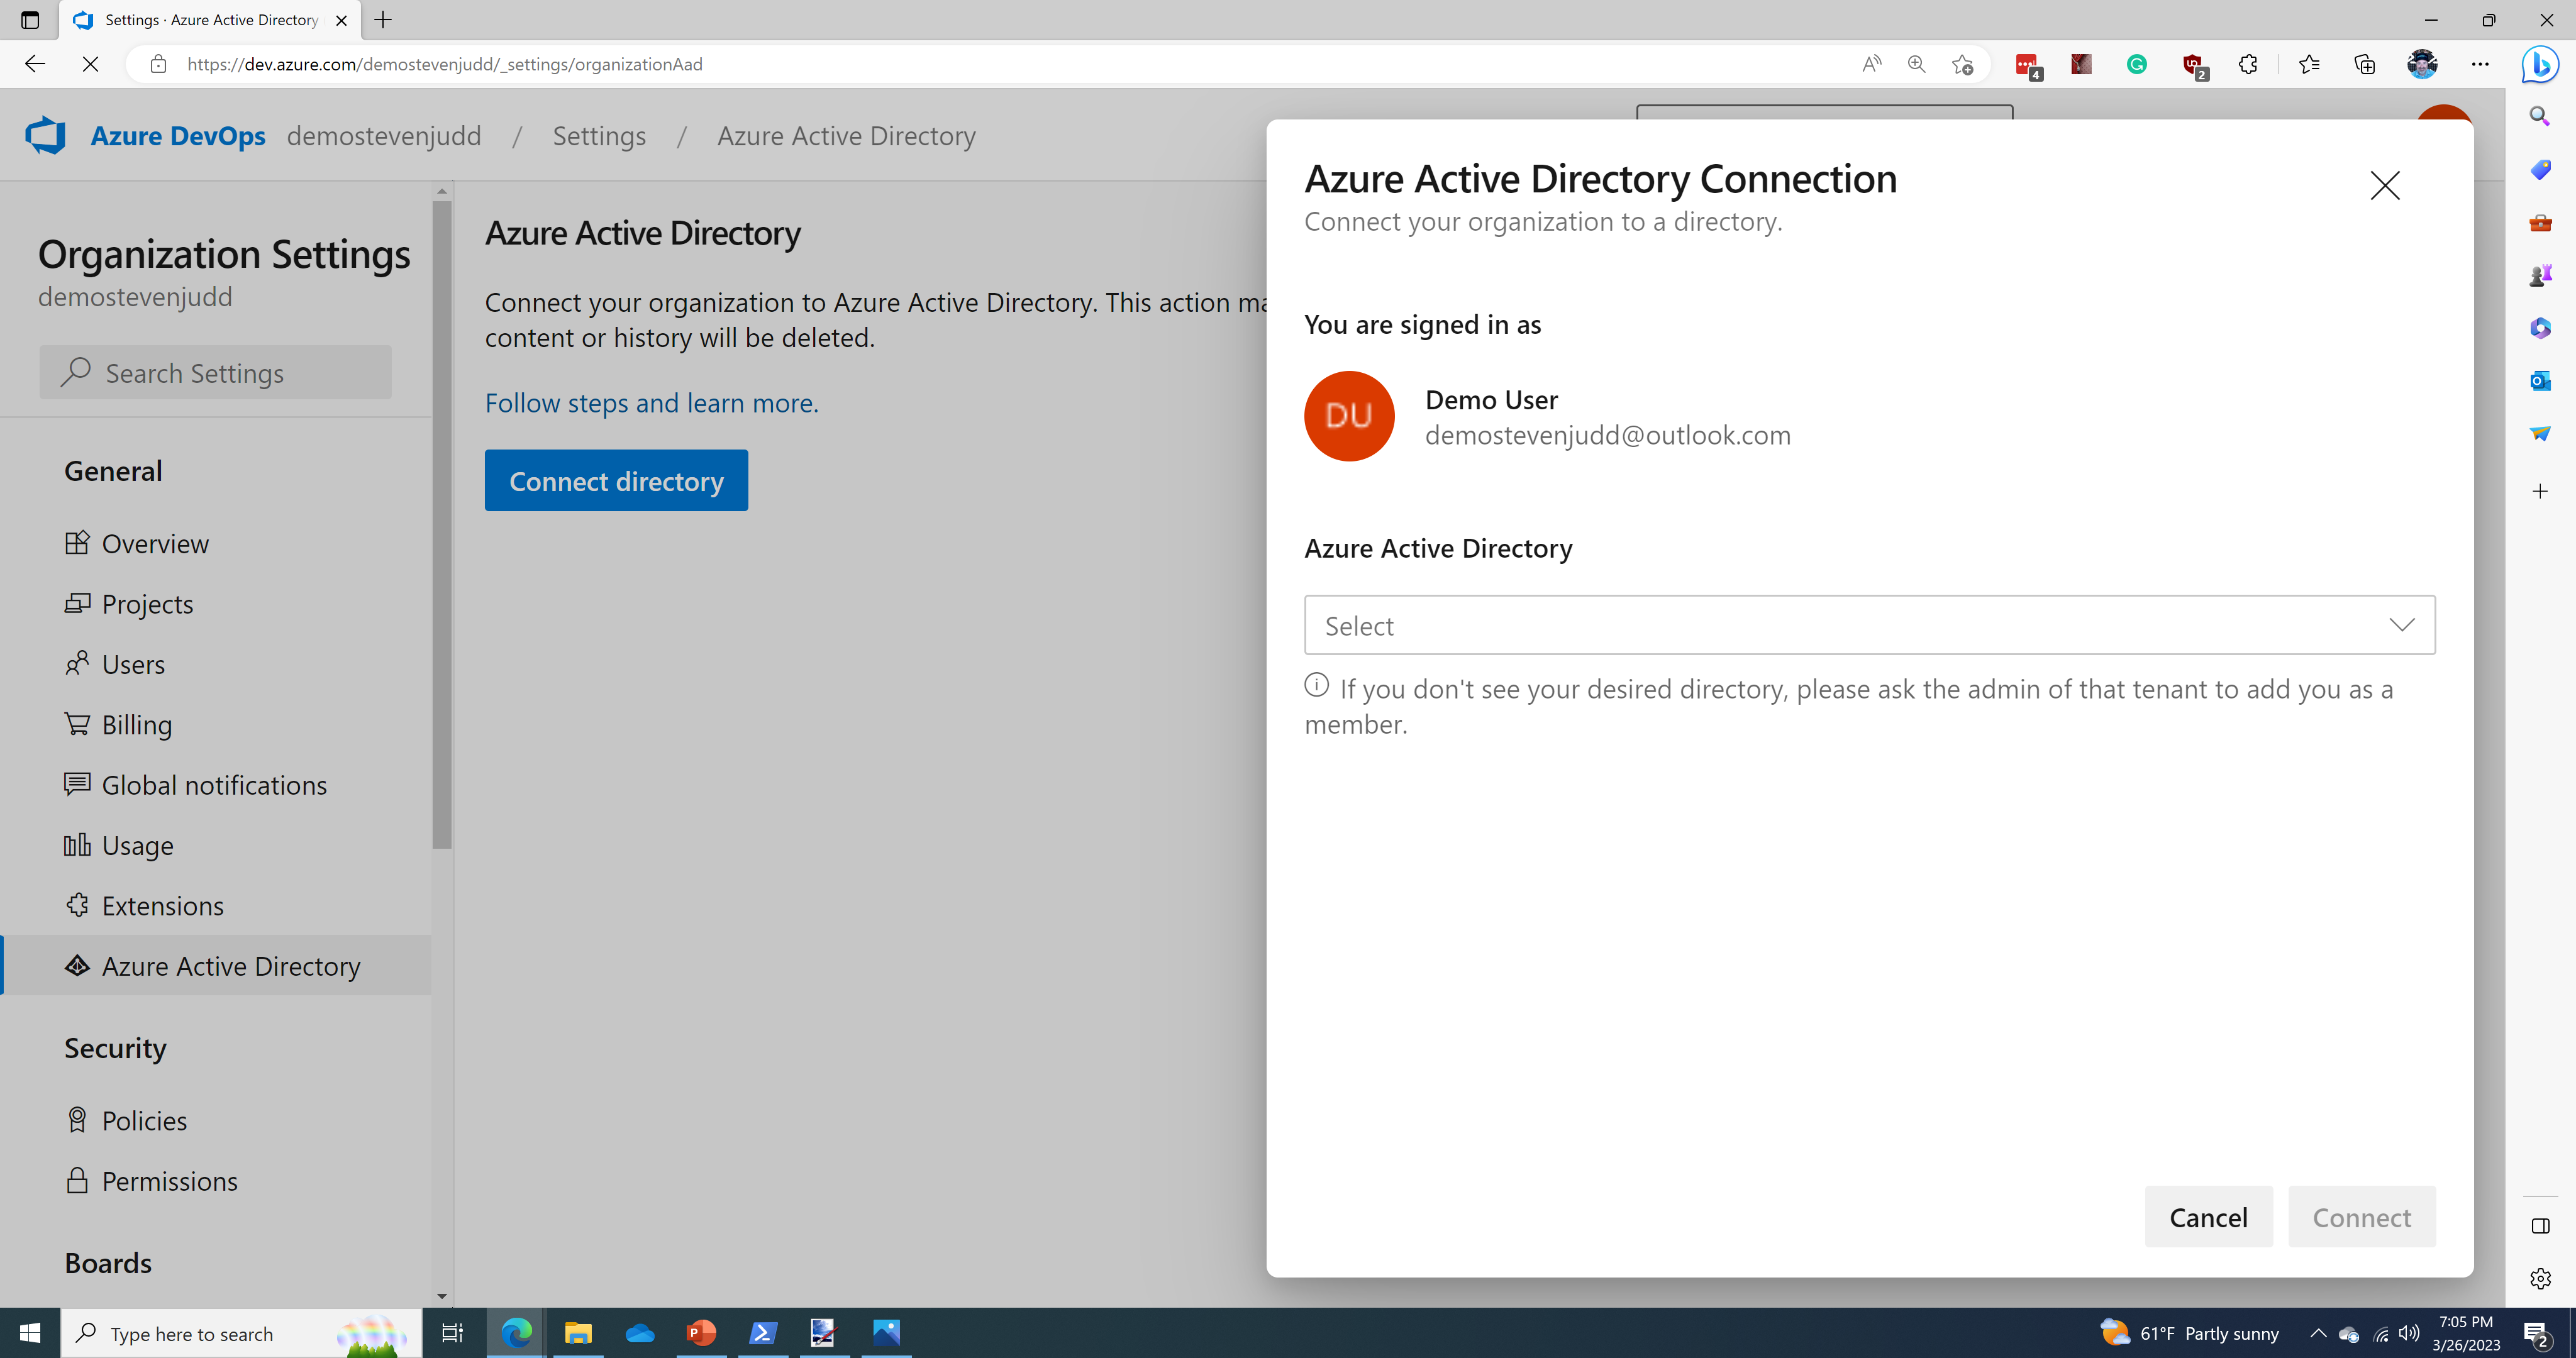 Settings · Azure Active Directory
https://dev.azure.com/demostevenjudd/_settings/organizationAad
4
2
Azure DevOps demostevenjudd / Settings / Azure Active Directory
Organization Settings
demostevenjudd
Search Settings
General
Overview
Projects
Users
Billing
Global notifications
Usage
Extensions
Azure Active Directory
Security
Policies
Permissions
Boards
Azure Active Directory
Connect your organization to Azure Active Directory. This action
content or history will be deleted.
Follow steps and learn more.
Connect directory
Azure Active Directory Connection
Connect your organization to a directory.
You are signed in as
DU
Demo User
demostevenjudd@outlook.com
Azure Active Directory
Select
If you don't see your desired directory, please ask the admin of that tenant to add you as a
member.
Cancel
Connect
Type here to search
61°F Partly sunny
7:05 PM
3/26/2023
2